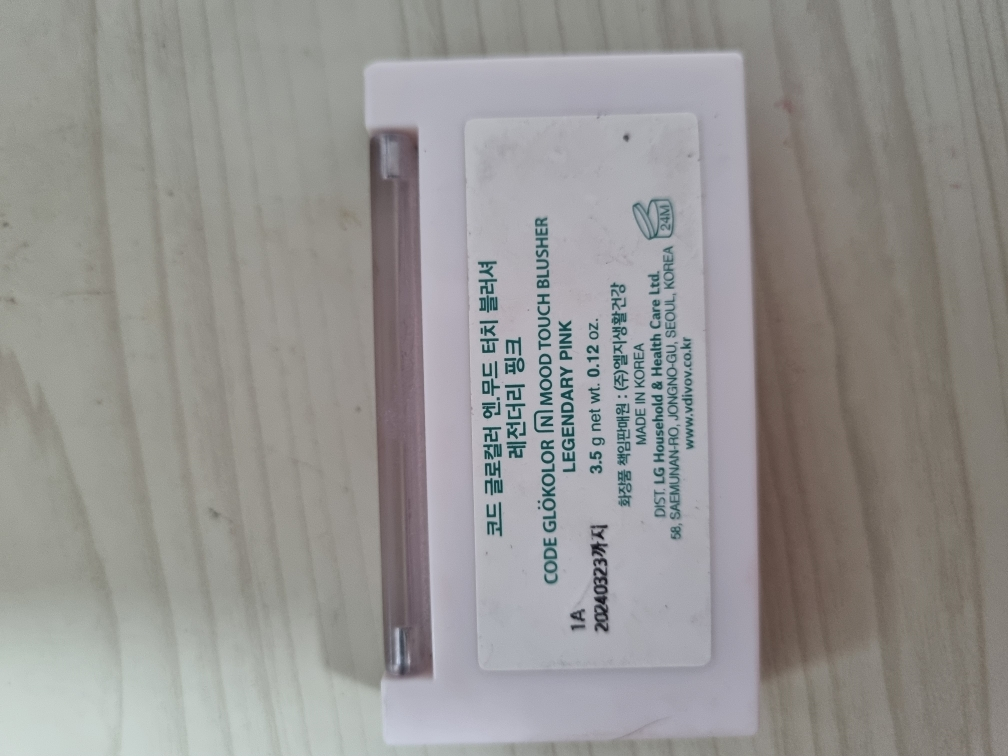 코드 글로컬러 엔.무드 터치 블러셔
레전더리 핑크
CODE GLÖKOLOR N MOOD TOUCH BLUSHER
LEGENDARY PINK
3.5 g net wt. 0.12 oz.
화장품 책임판매원 : (주)엘지생활건강
MADE IN KOREA
DIST. LG Household & Health Care Ltd.
58, SAEMUNAN-RO, JONGNO-GU, SEOUL, KOREA
www.vdivov.co.kr
24M
1A
20240323까지